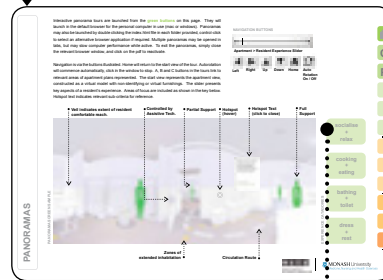 Interactive panorama tours are launched from the green buttons on this page. They will
launch in the default browser for the personal computer in use (mac or windows). Panoramas
may also be launched by double clicking the index.html file in each folder provided; control click
to select an alternative browser application if required. Multiple panoramas may be opened in
tabs, but may slow computer performance while active. To exit the panoramas, simply close
the relevant browser window, and click on the pdf to reactivate.
Navigation is via the buttons illustrated. Home will return to the start view of the tour. Autorotation
will commence automatically, click in the window to stop. A, B and C buttons in the tours link to
relevant areas of apartment plans represented. The start view represents the apartment
constructed as a virtual model with non-identifying or virtual furnishings. The slider presents
key aspects of a resident's experience. Areas of focus are included as shown in the key below.
Hotspot text indicates relevant sub criteria for reference.
NAVIGATION BUTTONS
Apartment > Resident Experience Slider
Left Right Up Down Home Auto Rotation On / Off
Veil indicates extent of resident comfortable reach.
Controlled by Assistive Tech.
Partial Support
Hotspot (hover)
Hotspot Text (click to close)
Full Support
Zones of extended inhabitation
Circulation Route
PANORAMAS
socialise + relax
cooking + eating
bathing + toilet
dress + rest
MONASH University